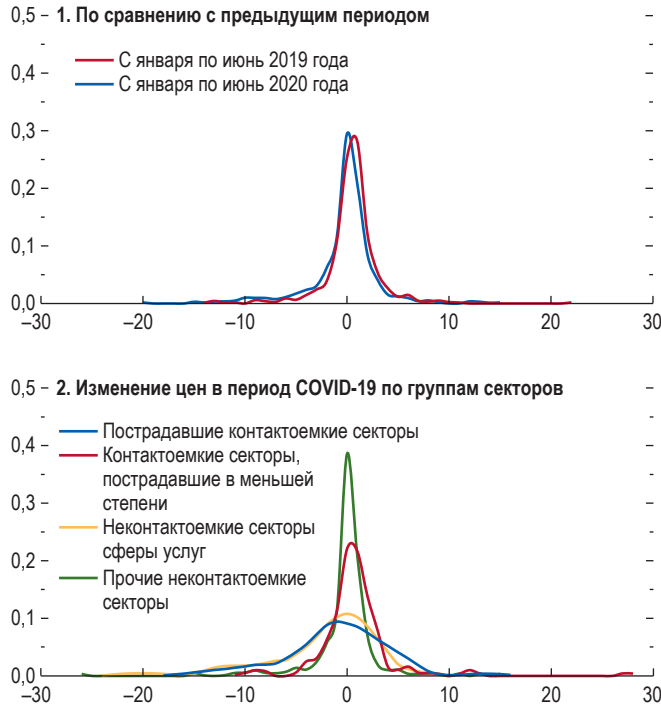 1. По сравнению с предыдущим периодом
0,5
0,4
0,3
0,2
0,1
0,0
С января по июнь 2019 года
С января по июнь 2020 года
–30 –20 –10 0 10 20 30
2. Изменение цен в период COVID-19 по группам секторов
0,5
0,4
0,3
0,2
0,1
0,0
Пострадавшие контактоемкие секторы
Контактоемкие секторы,
пострадавшие в меньшей
степени
Неконтактоемкие секторы
сферы услуг
Прочие неконтактоемкие
секторы
–30 –20 –10 0 10 20 30